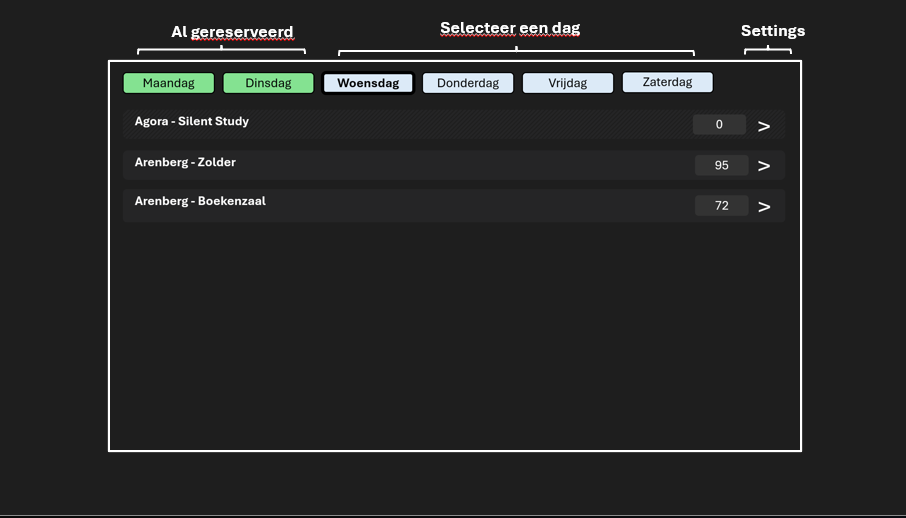 Al gereserveerd
Selecteer een dag
Settings
Maandag
Dinsdag
Woensdag
Donderdag
Vrijdag
Zaterdag
Agora - Silent Study
0
>
Arenberg - Zolder
95
>
Arenberg - Boekenzaal
72
>